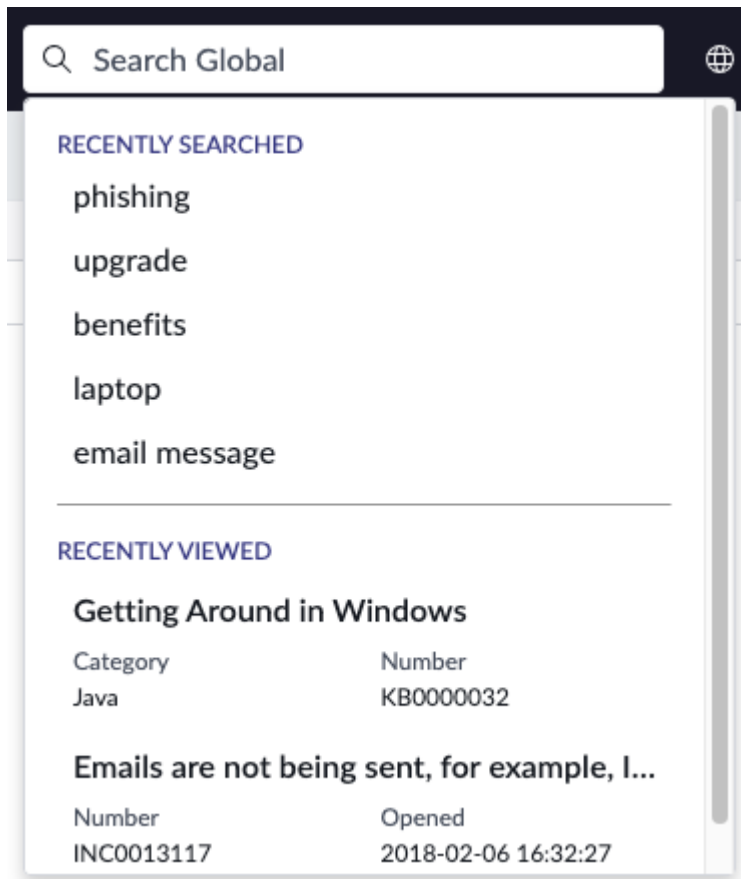 Search Global
RECENTLY SEARCHED
phishing
upgrade
benefits
laptop
email message
RECENTLY VIEWED
Getting Around in Windows
Category Number
Java KB0000032
Emails are not being sent, for example, I...
Number Opened
INC0013117 2018-02-06 16:32:27